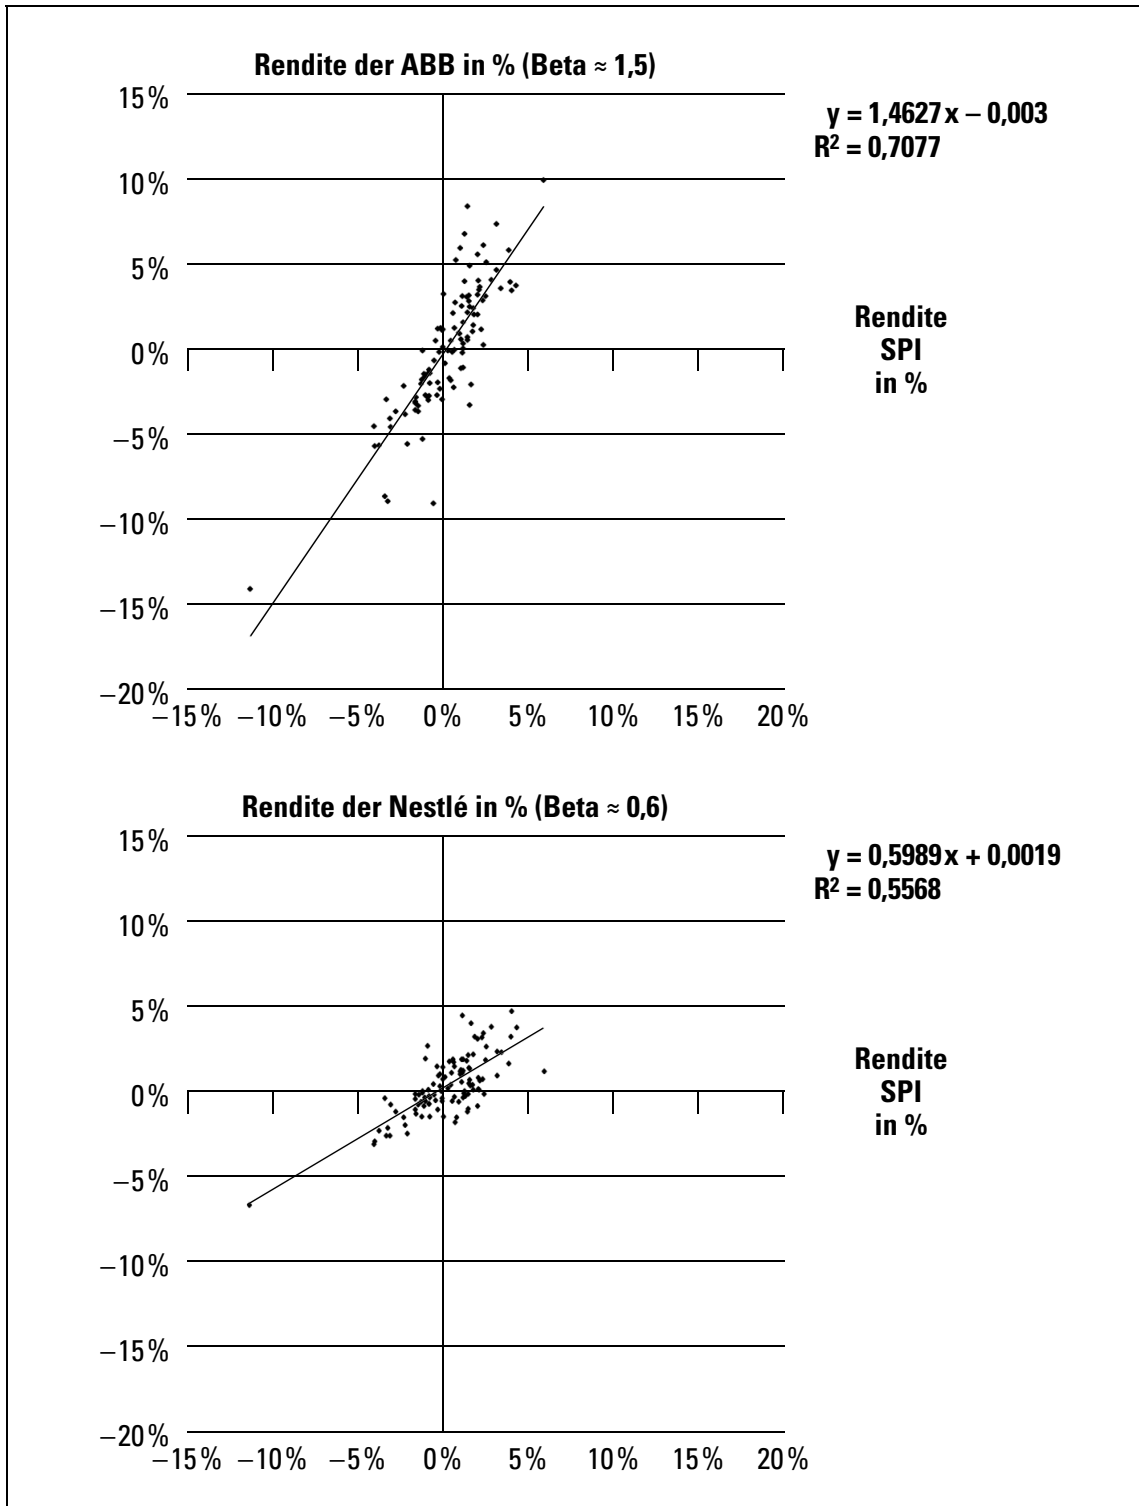 Rendite der ABB in % (Beta ≈ 1,5)
15%
y = 1,4627x – 0,003
R² = 0,7077
10%
5%
Rendite
SPI
in %
0%
–5%
–10%
–15%
–20%
–15% –10% –5% 0% 5% 10% 15% 20%
Rendite der Nestlé in % (Beta ≈ 0,6)
15%
y = 0,5989x + 0,0019
R² = 0,5568
10%
5%
Rendite
SPI
in %
0%
–5%
–10%
–15%
–20%
–15% –10% –5% 0% 5% 10% 15% 20%